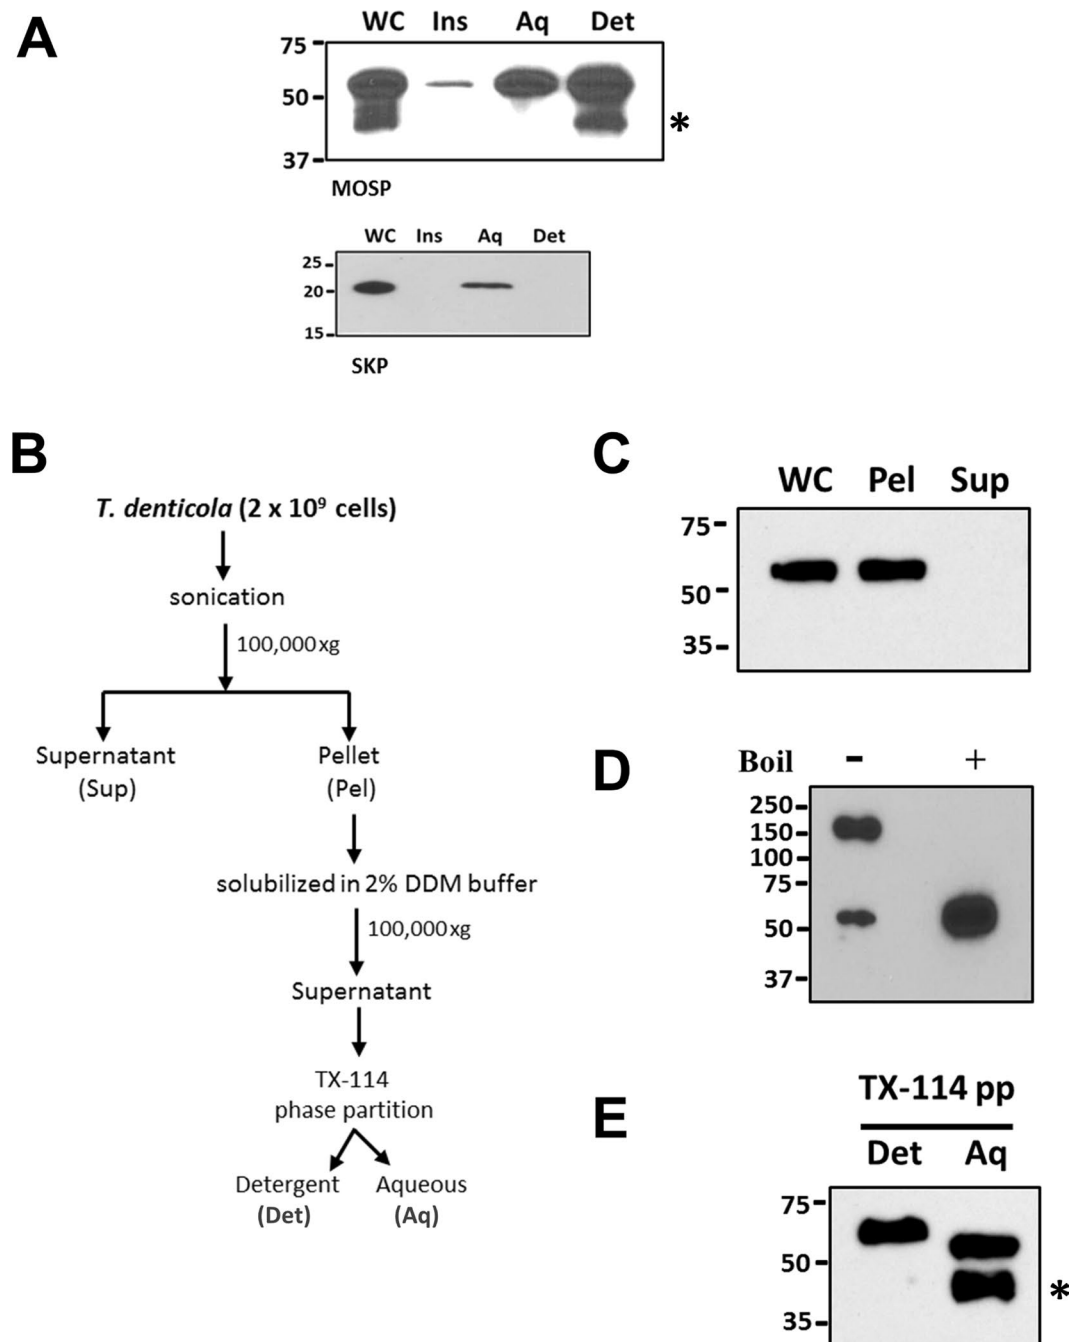 A
WC Ins Aq Det
75
50
*
37
MOSP
WC Ins Aq Det
25
20
15
SKP
B
T. denticola (2 x 10⁹ cells)
sonication
100,000xg
Supernatant
(Sup)
Pellet
(Pel)
solubilized in 2% DDM buffer
100,000xg
Supernatant
TX-114
phase partition
Detergent
(Det)
Aqueous
(Aq)
C
WC Pel Sup
75
50
35
D
Boil - +
250
150
100
75
50
37
E
TX-114 pp
Det Aq
75
50
*
35